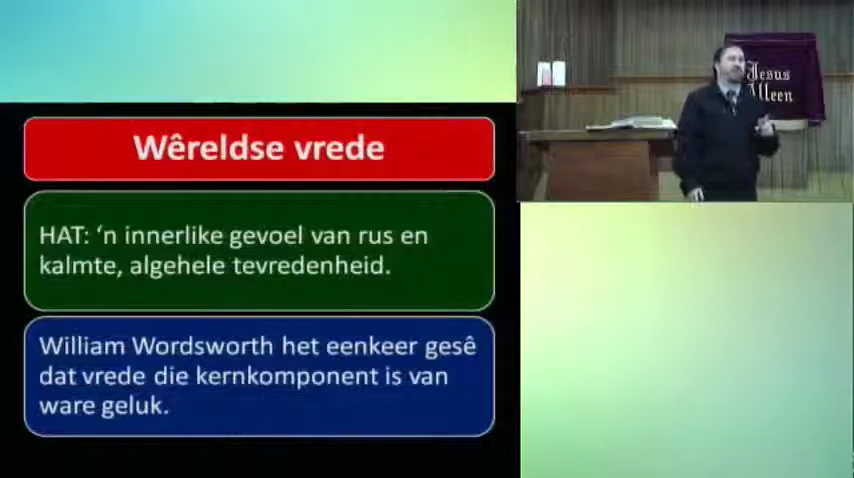 Wêreldse vrede
HAT: ‘n innerlike gevoel van rus en
kalmte, algehele tevredenheid.
William Wordsworth het eenkeer gesê
dat vrede die kernkomponent is van
ware geluk.
Jesus
Alleen